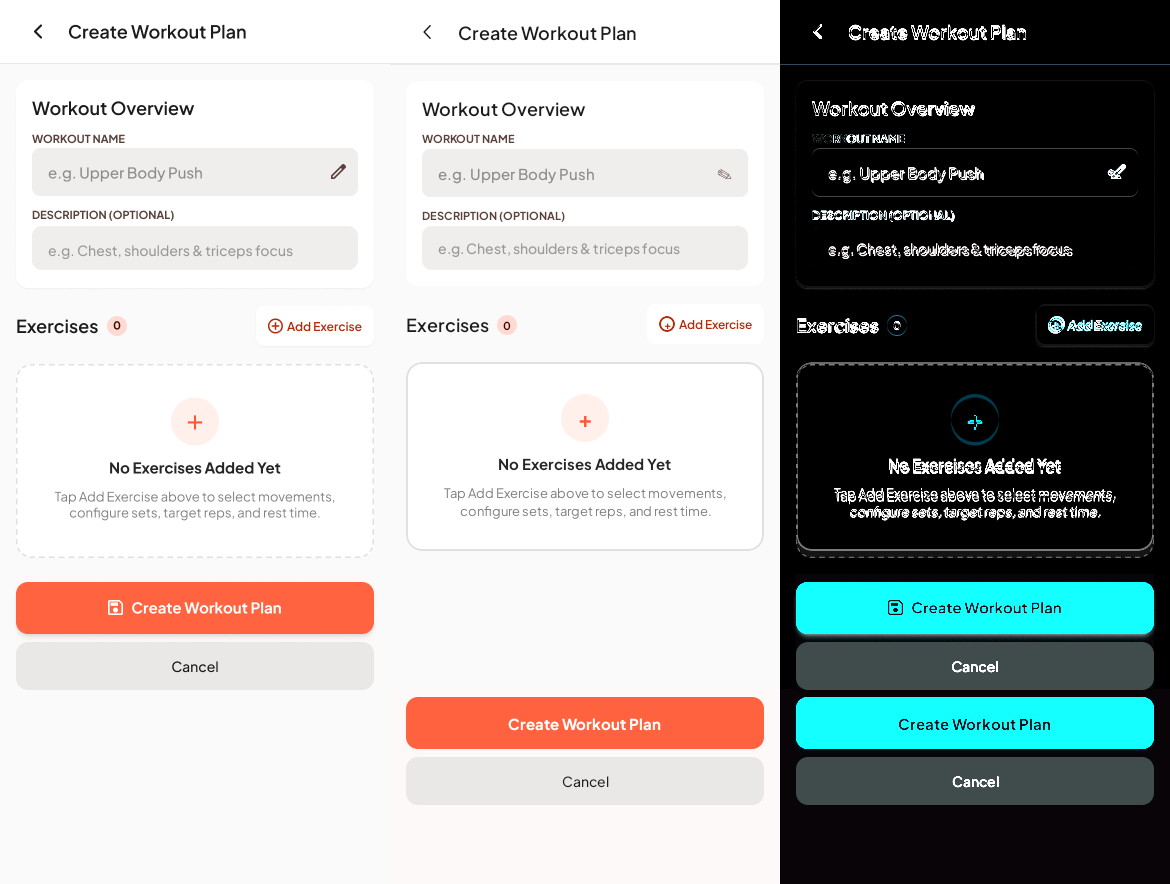 Create Workout Plan
Workout Overview
WORKOUT NAME
e.g. Upper Body Push
DESCRIPTION (OPTIONAL)
e.g. Chest, shoulders & triceps focus
Exercises 0
Add Exercise
No Exercises Added Yet
Tap Add Exercise above to select movements,
configure sets, target reps, and rest time.
Create Workout Plan
Cancel
Create Workout Plan
Workout Overview
WORKOUT NAME
e.g. Upper Body Push
DESCRIPTION (OPTIONAL)
e.g. Chest, shoulders & triceps focus
Exercises 0
Add Exercise
No Exercises Added Yet
Tap Add Exercise above to select movements,
configure sets, target reps, and rest time.
Create Workout Plan
Cancel
Create Workout Plan
Workout Overview
WORKOUT NAME
e.g. Upper Body Push
DESCRIPTION (OPTIONAL)
e.g. Chest, shoulders & triceps focus
Exercises 0
Add Exercise
No Exercises Added Yet
Tap Add Exercise above to select movements,
configure sets, target reps, and rest time.
Create Workout Plan
Cancel
Create Workout Plan
Cancel